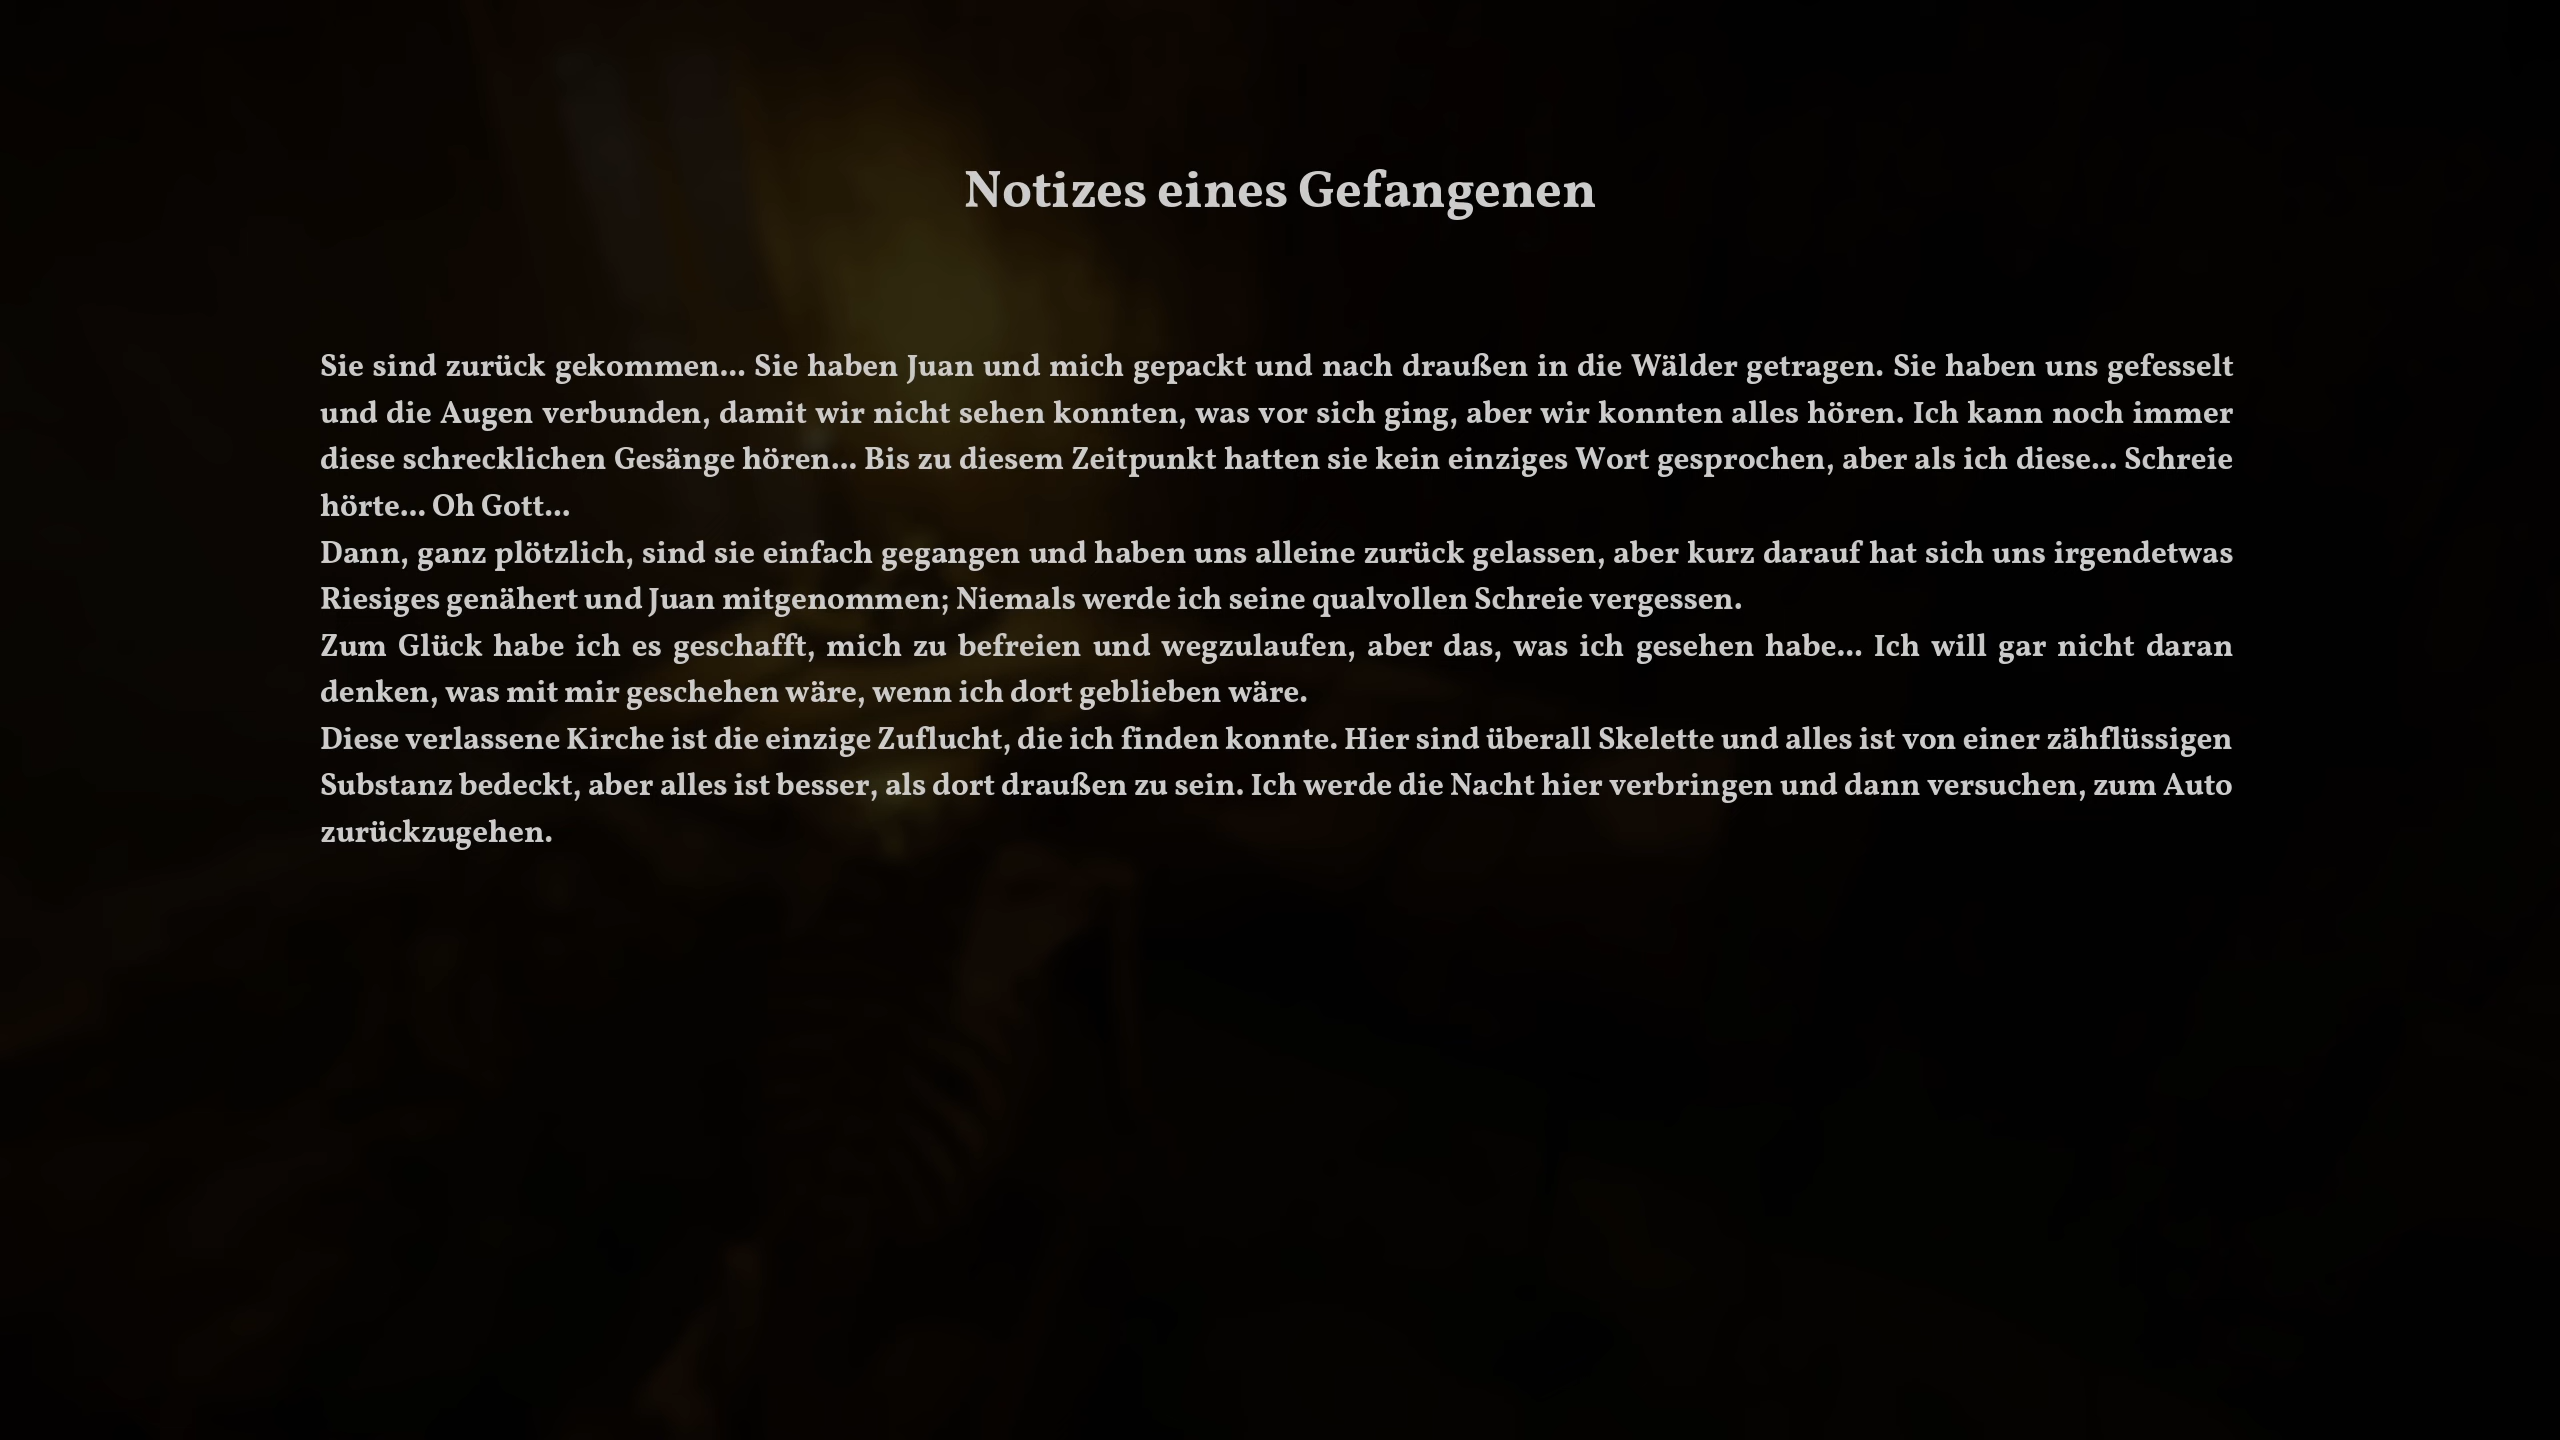 Notizes eines Gefangenen
Sie sind zurück gekommen... Sie haben Juan und mich gepackt und nach draußen in die Wälder getragen. Sie haben uns gefesselt
und die Augen verbunden, damit wir nicht sehen konnten, was vor sich ging, aber wir konnten alles hören. Ich kann noch immer
diese schrecklichen Gesänge hören... Bis zu diesem Zeitpunkt hatten sie kein einziges Wort gesprochen, aber als ich diese... Schreie
hörte... Oh Gott...
Dann, ganz plötzlich, sind sie einfach gegangen und haben uns alleine zurück gelassen, aber kurz darauf hat sich uns irgendetwas
Riesiges genähert und Juan mitgenommen; Niemals werde ich seine qualvollen Schreie vergessen.
Zum Glück habe ich es geschafft, mich zu befreien und wegzulaufen, aber das, was ich gesehen habe... Ich will gar nicht daran
denken, was mit mir geschehen wäre, wenn ich dort geblieben wäre.
Diese verlassene Kirche ist die einzige Zuflucht, die ich finden konnte. Hier sind überall Skelette und alles ist von einer zähflüssigen
Substanz bedeckt, aber alles ist besser, als dort draußen zu sein. Ich werde die Nacht hier verbringen und dann versuchen, zum Auto
zurückzugehen.